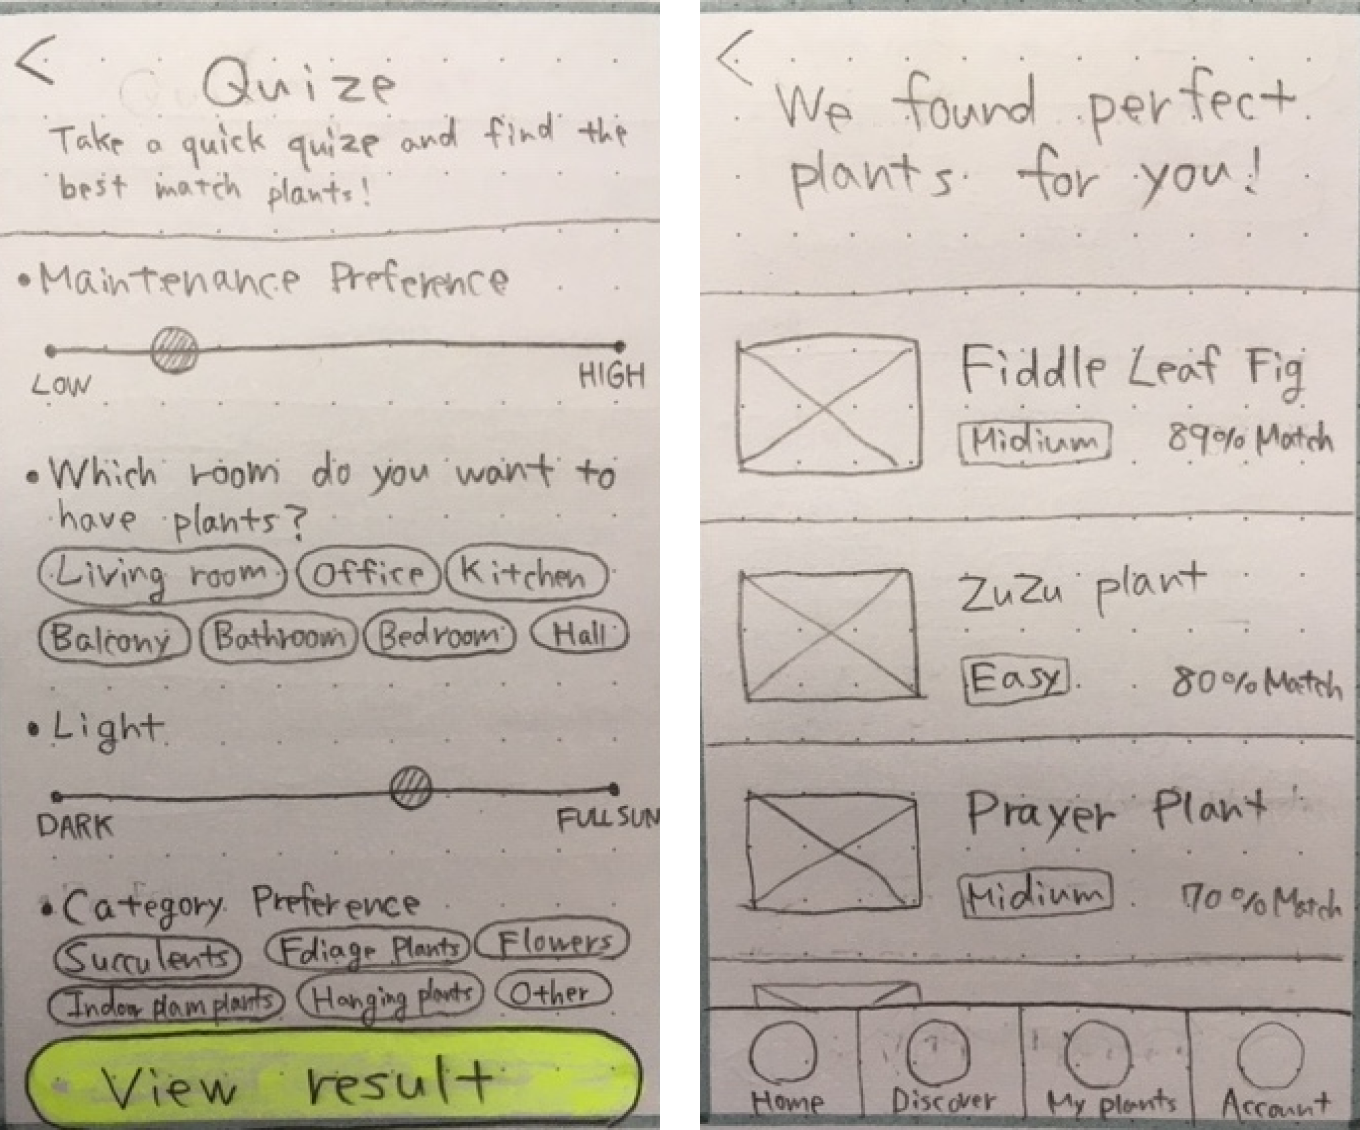 <
Quize
Take a quick quize and find the
best match plants!
• Maintenance Preference
LOW
HIGH
• Which room do you want to
have plants?
Living room Office Kitchen
Balcony Bathroom Bedroom Hall
• Light
DARK
FULL SUN
• Category Preference
Succulents Foliage Plants Flowers
Indoor plam plants Hanging plants Other
View result
<
We found perfect
plants for you!
Fiddle Leaf Fig
Midium 89% Match
ZuZu plant
Easy 80% Match
Prayer Plant
Midium 70% Match
Home Discover My plants Account